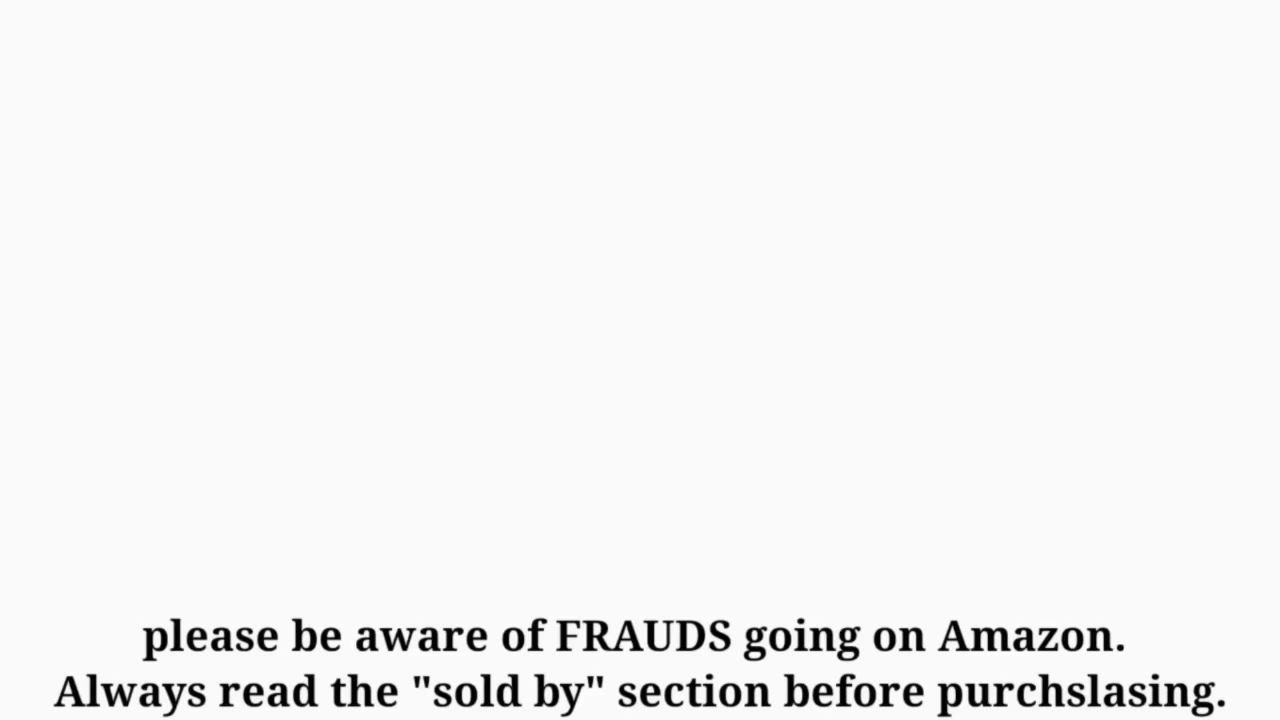 please be aware of FRAUDS going on Amazon.
Always read the "sold by" section before purchslasing.